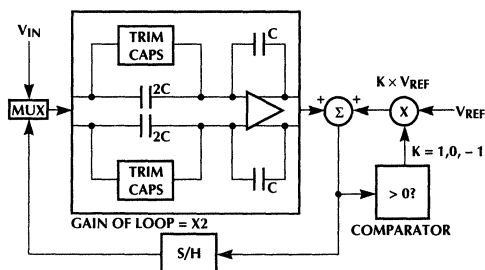 V_IN
MUX
TRIM
CAPS
C
2C
2C
TRIM
CAPS
C
GAIN OF LOOP = X2
S/H
+
Σ
+
K × V_REF
X
V_REF
K = 1,0, – 1
> 0?
COMPARATOR